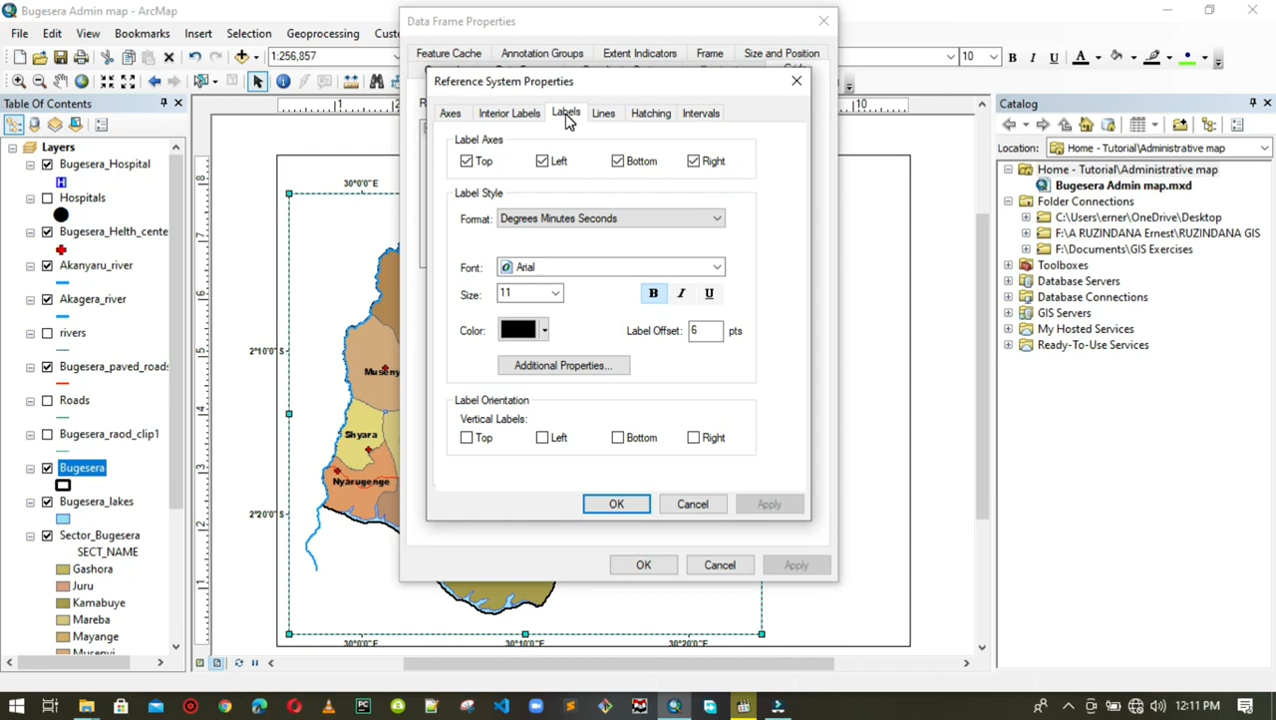 Bugesera Admin map - ArcMap
Data Frame Properties
File Edit View Bookmarks Insert Selection Geoprocessing
Feature Cache Annotation Groups Extent Indicators Frame Size and Position
1:256,857
10
B I U A
Reference System Properties
Axes Interior Labels Labels Lines Hatching Intervals
Label Axes
Top Left Bottom Right
Label Style
Format: Degrees Minutes Seconds
Font: Arial
Size: 11 B I U
Color: Label Offset: 6 pts
Additional Properties...
Label Orientation
Vertical Labels:
Top Left Bottom Right
OK Cancel Apply
OK Cancel Apply
Table Of Contents
Layers
Bugesera_Hospital
H
Hospitals
Bugesera_Helth_cente
Akanyaru_river
Akagera_river
rivers
Bugesera_paved_roads
Roads
Bugesera_raod_clip1
Bugesera
Bugesera_lakes
Sector_Bugesera
SECT_NAME
Gashora
Juru
Kamabuye
Mareba
Mayange
30°0'0"E
2°10'0"S
2°20'0"S
Shyara
Nyarugenge
30°0'0"E 30°10'0"E 30°20'0"E
Catalog
Location: Home - Tutorial\Administrative map
Home - Tutorial\Administrative map
Bugesera Admin map.mxd
Folder Connections
C:\Users\erner\OneDrive\Desktop
F:\A RUZINDANA Ernest\RUZINDANA GIS
F:\Documents\GIS Exercises
Toolboxes
Database Servers
Database Connections
GIS Servers
My Hosted Services
Ready-To-Use Services
12:11 PM